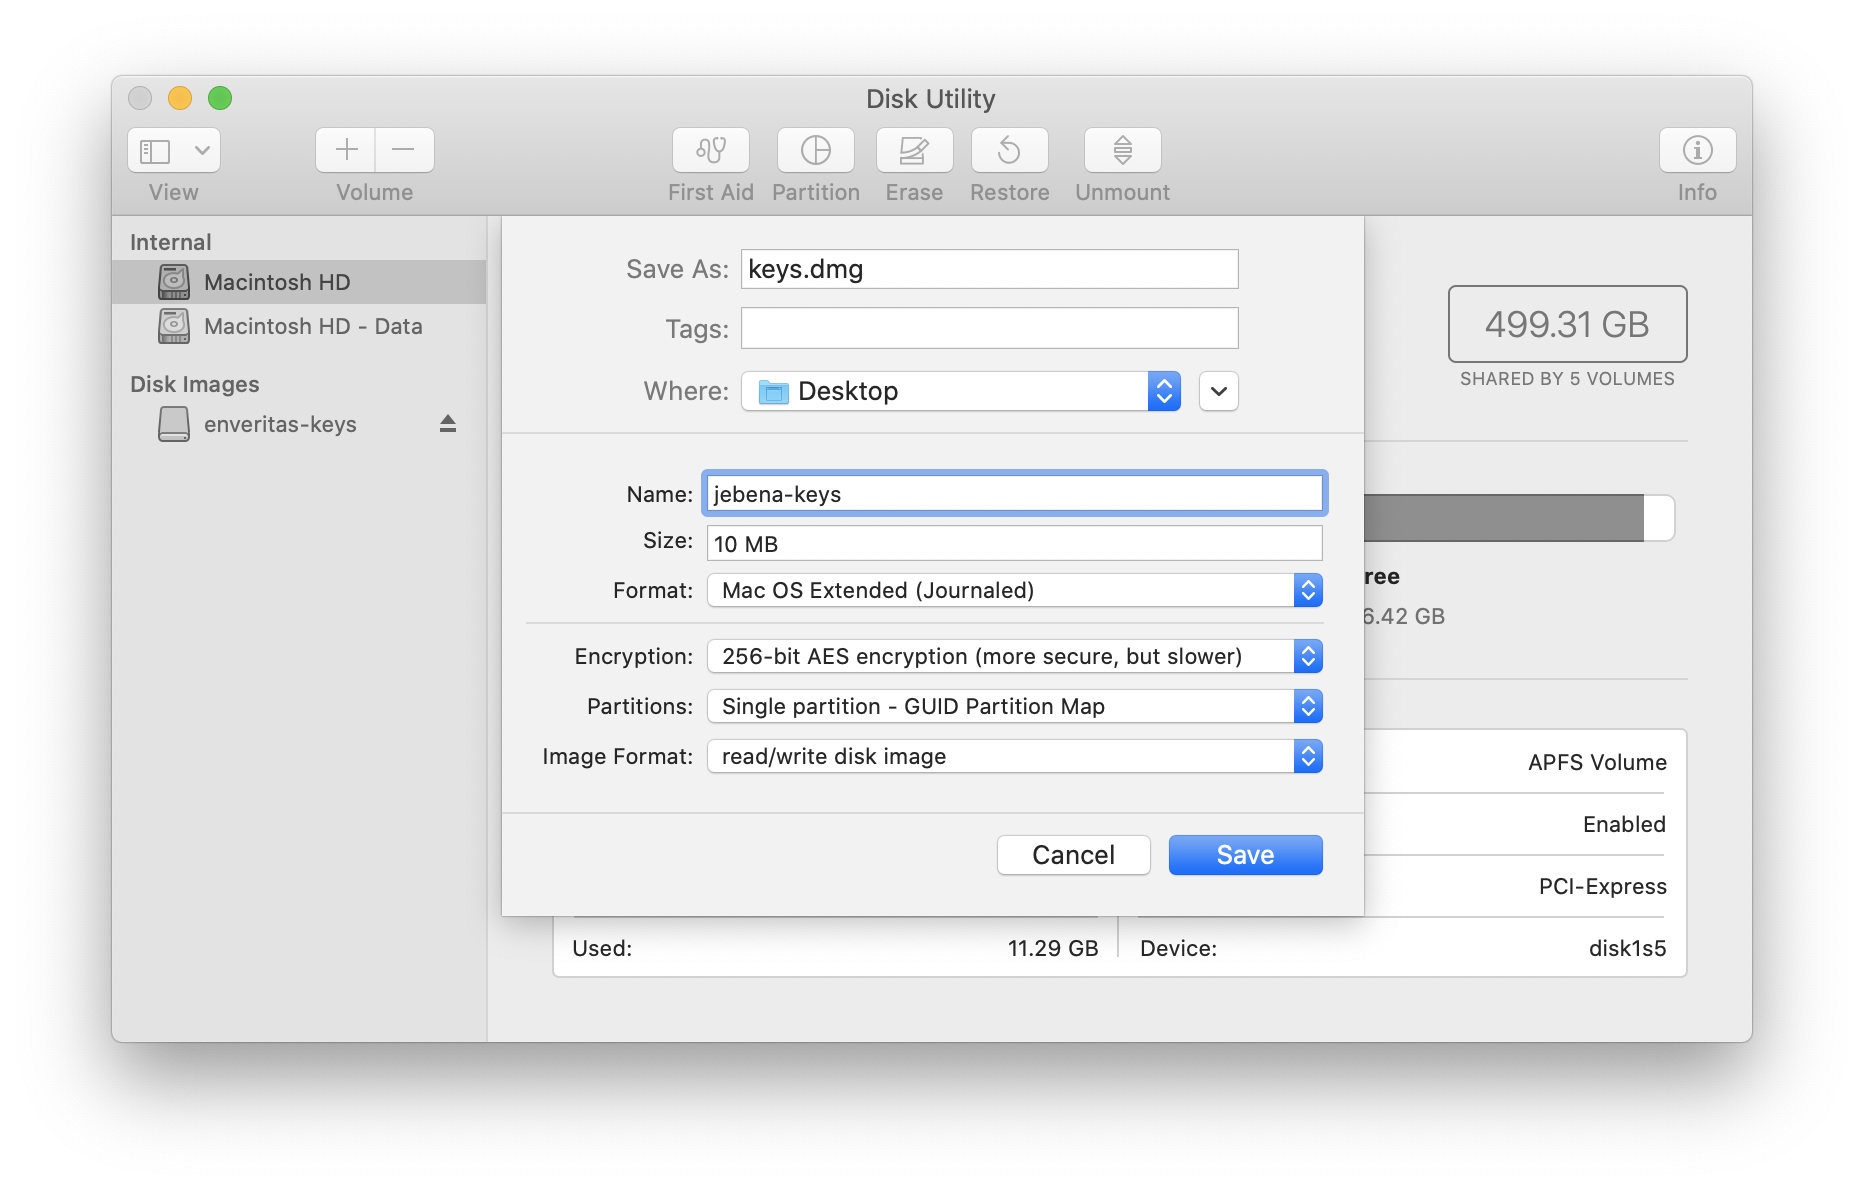 Disk Utility
View
Volume
First Aid
Partition
Erase
Restore
Unmount
Info
Internal
Macintosh HD
Macintosh HD - Data
Disk Images
enveritas-keys
Save As: keys.dmg
Tags:
Where: Desktop
Name: jebena-keys
Size: 10 MB
Format: Mac OS Extended (Journaled)
Encryption: 256-bit AES encryption (more secure, but slower)
Partitions: Single partition - GUID Partition Map
Image Format: read/write disk image
Cancel
Save
499.31 GB
SHARED BY 5 VOLUMES
ree
6.42 GB
APFS Volume
Enabled
PCI-Express
Used: 11.29 GB
Device: disk1s5